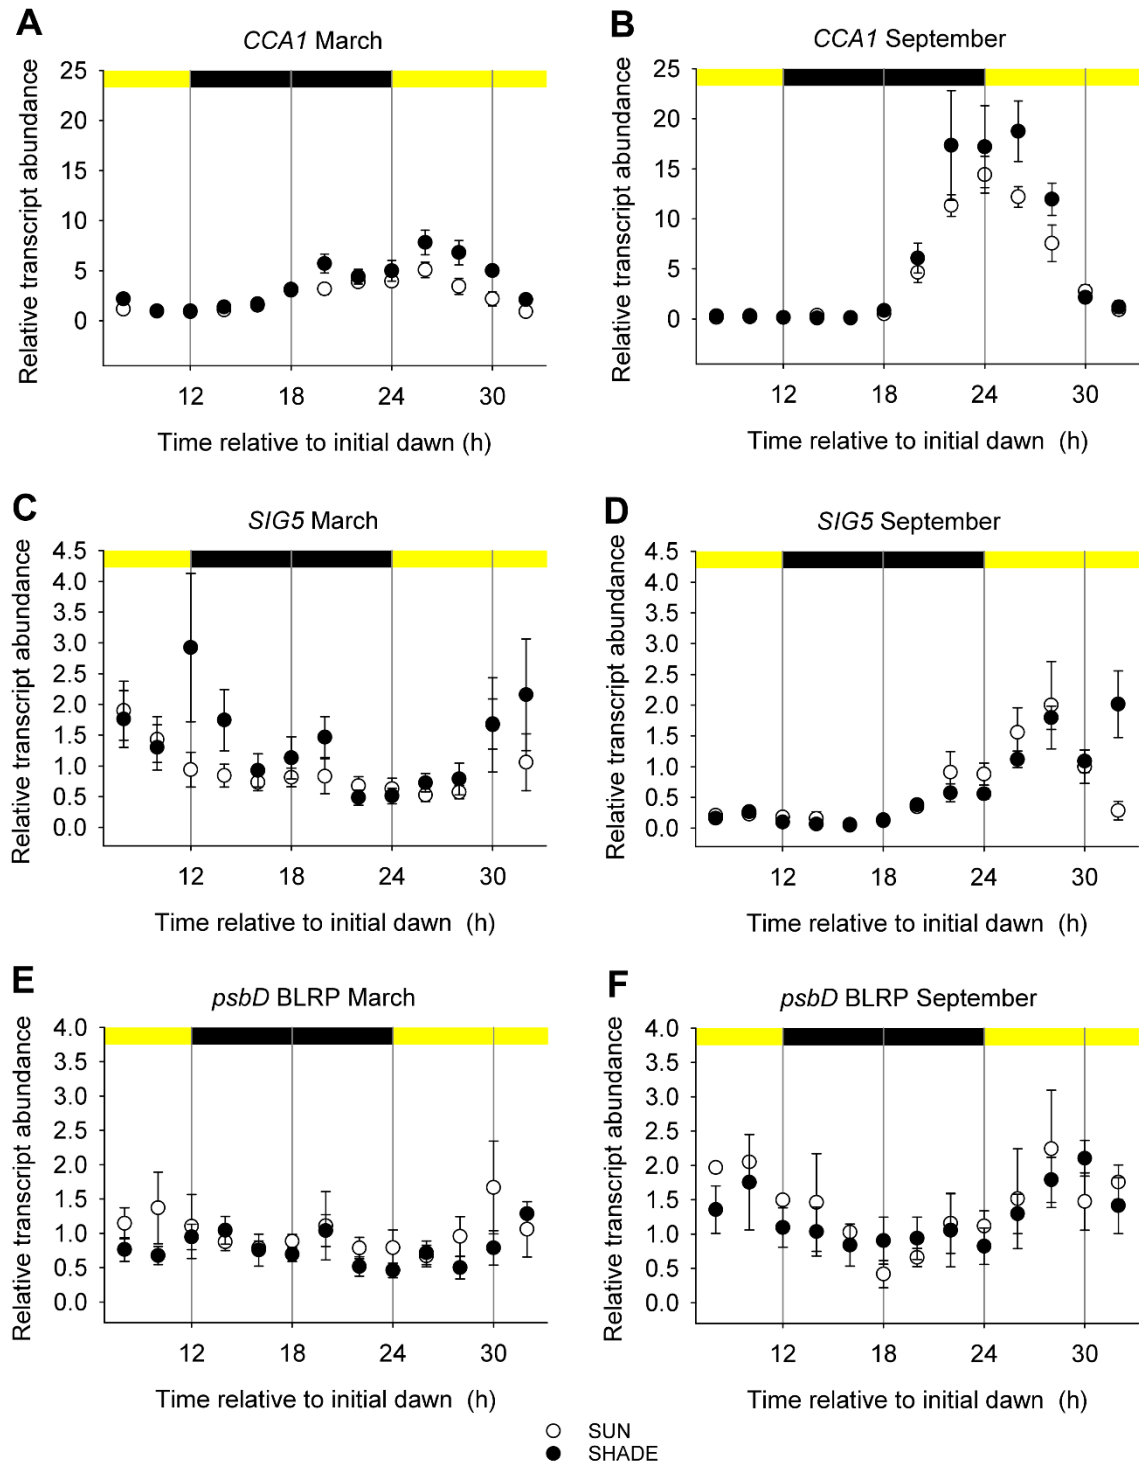 A
CCA1 March
Relative transcript abundance
25
20
15
10
5
0
12 18 24 30
Time relative to initial dawn (h)
B
CCA1 September
Relative transcript abundance
25
20
15
10
5
0
12 18 24 30
Time relative to initial dawn (h)
C
SIG5 March
Relative transcript abundance
4.5
4.0
3.5
3.0
2.5
2.0
1.5
1.0
0.5
0.0
12 18 24 30
Time relative to initial dawn (h)
D
SIG5 September
Relative transcript abundance
4.5
4.0
3.5
3.0
2.5
2.0
1.5
1.0
0.5
0.0
12 18 24 30
Time relative to initial dawn (h)
E
psbD BLRP March
Relative transcript abundance
4.0
3.5
3.0
2.5
2.0
1.5
1.0
0.5
0.0
12 18 24 30
Time relative to initial dawn (h)
F
psbD BLRP September
Relative transcript abundance
4.0
3.5
3.0
2.5
2.0
1.5
1.0
0.5
0.0
12 18 24 30
Time relative to initial dawn (h)
SUN
SHADE